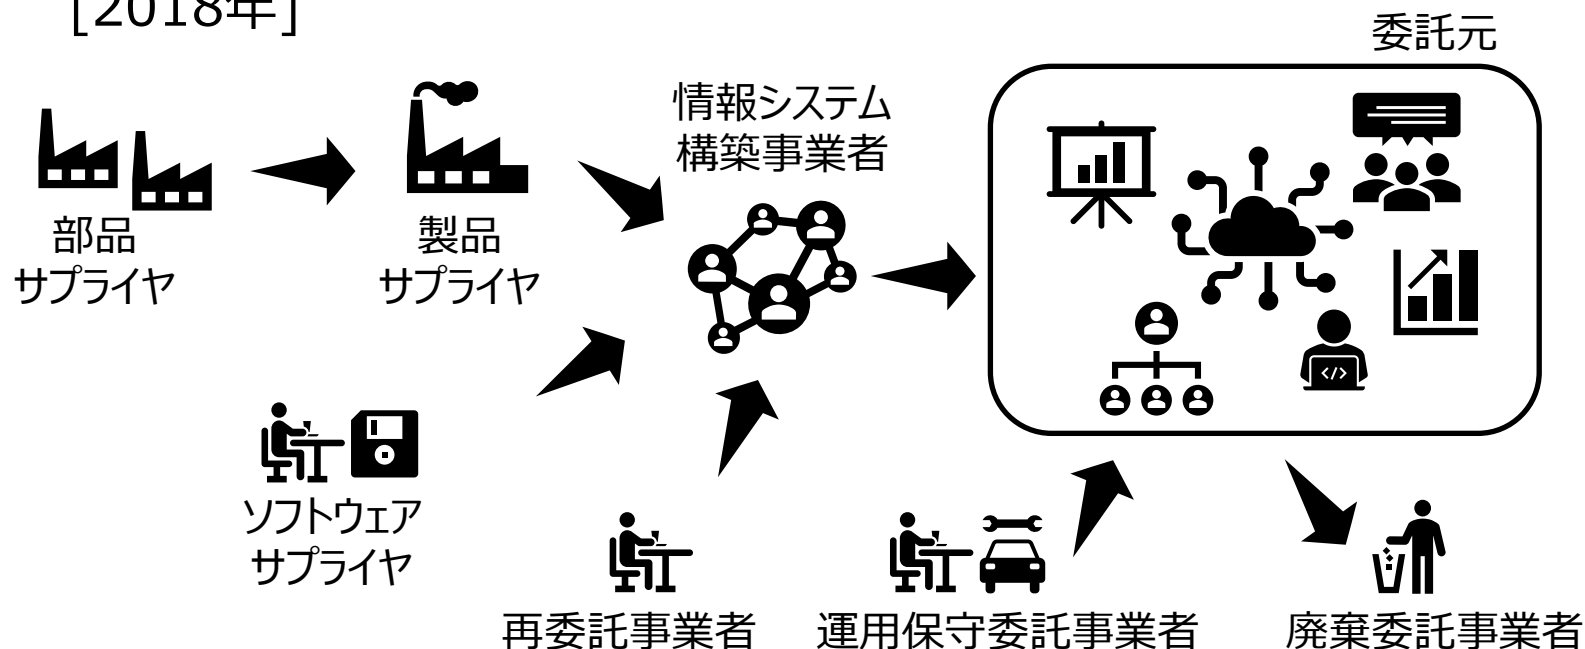 [2018年]
委託元
情報システム
構築事業者
部品
サプライヤ
製品
サプライヤ
</>
ソフトウェア
サプライヤ
再委託事業者
運用保守委託事業者
廃棄委託事業者